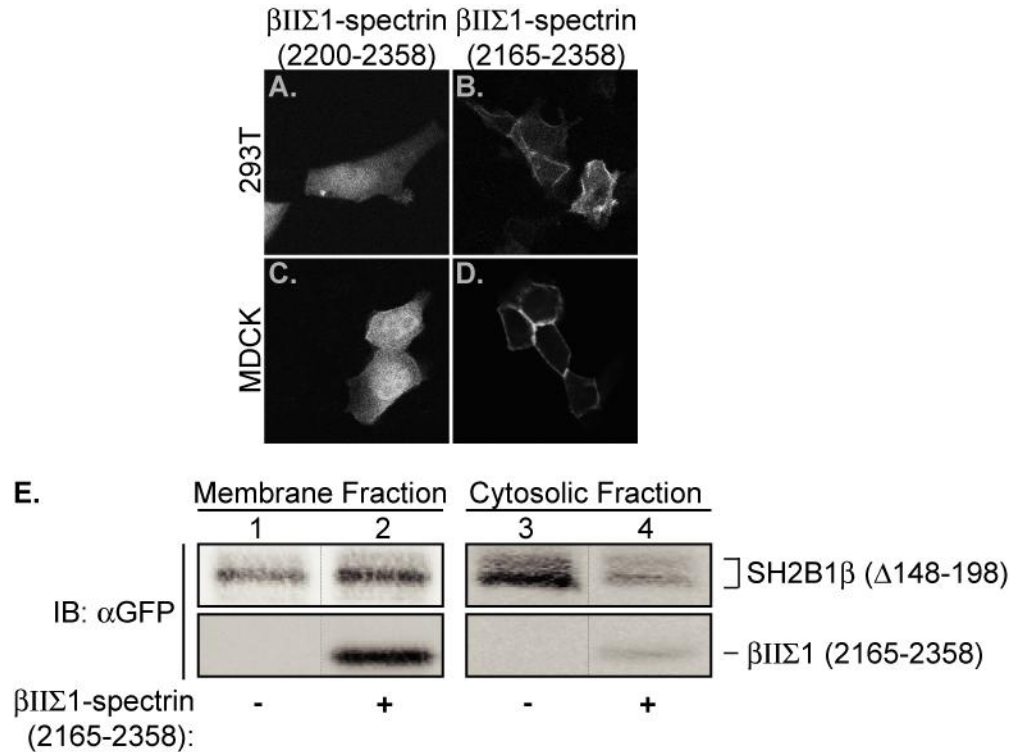 βIIΣ1-spectrin βIIΣ1-spectrin
(2200-2358) (2165-2358)
A. B.
293T
C. D.
MDCK
E. Membrane Fraction Cytosolic Fraction
1 2 3 4
SH2B1β (Δ148-198)
IB: αGFP
– βIIΣ1 (2165-2358)
βIIΣ1-spectrin - + - +
(2165-2358):